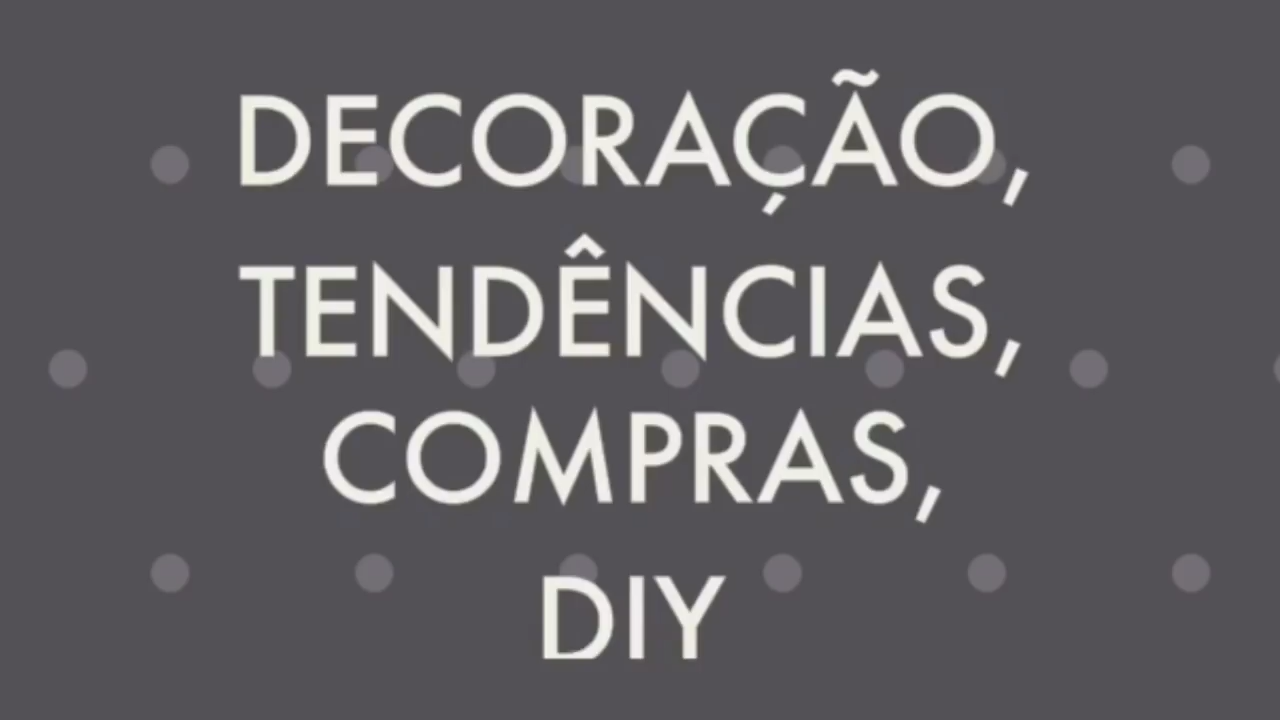 DECORAÇÃO,
TENDÊNCIAS,
COMPRAS,
DIY